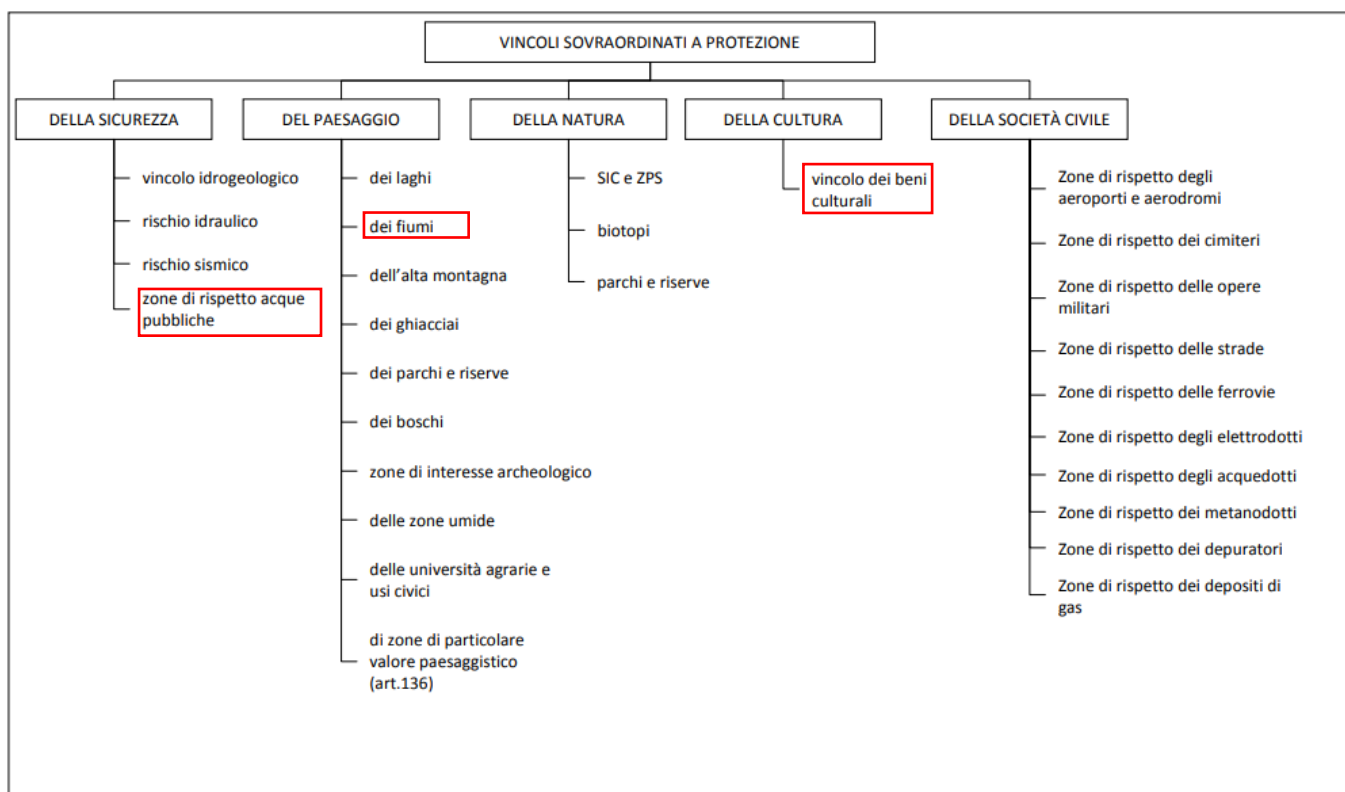 VINCOLI SOVRAORDINATI A PROTEZIONE
DELLA SICUREZZA
vincolo idrogeologico
rischio idraulico
rischio sismico
zone di rispetto acque
pubbliche
DEL PAESAGGIO
dei laghi
dei fiumi
dell'alta montagna
dei ghiacciai
dei parchi e riserve
dei boschi
zone di interesse archeologico
delle zone umide
delle università agrarie e
usi civici
di zone di particolare
valore paesaggistico
(art.136)
DELLA NATURA
SIC e ZPS
biotopi
parchi e riserve
DELLA CULTURA
vincolo dei beni
culturali
DELLA SOCIETÀ CIVILE
Zone di rispetto degli
aeroporti e aerodromi
Zone di rispetto dei cimiteri
Zone di rispetto delle opere
militari
Zone di rispetto delle strade
Zone di rispetto delle ferrovie
Zone di rispetto degli elettrodotti
Zone di rispetto degli acquedotti
Zone di rispetto dei metanodotti
Zone di rispetto dei depuratori
Zone di rispetto dei depositi di
gas